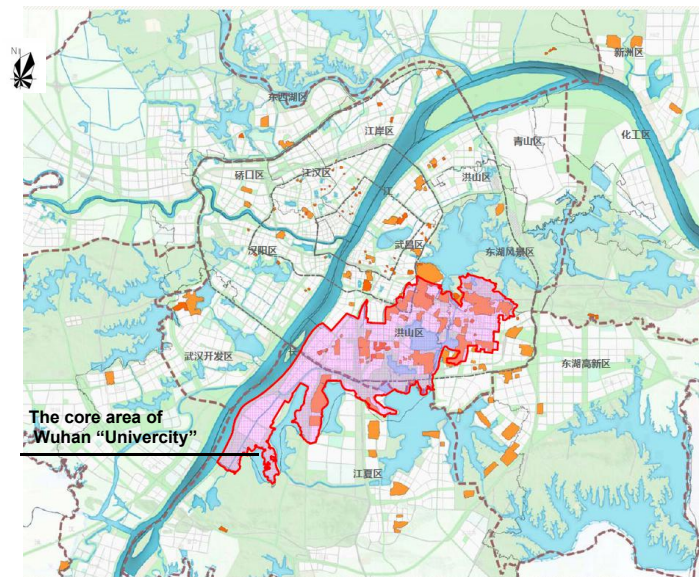 N
新洲区
东西湖区
江岸区
青山区
化工区
硚口区
江汉区
洪山区
江
武昌区
汉阳区
东湖风景区
洪山区
武汉开发区
长
东湖高新区
The core area of
Wuhan “Univercity”
江夏区